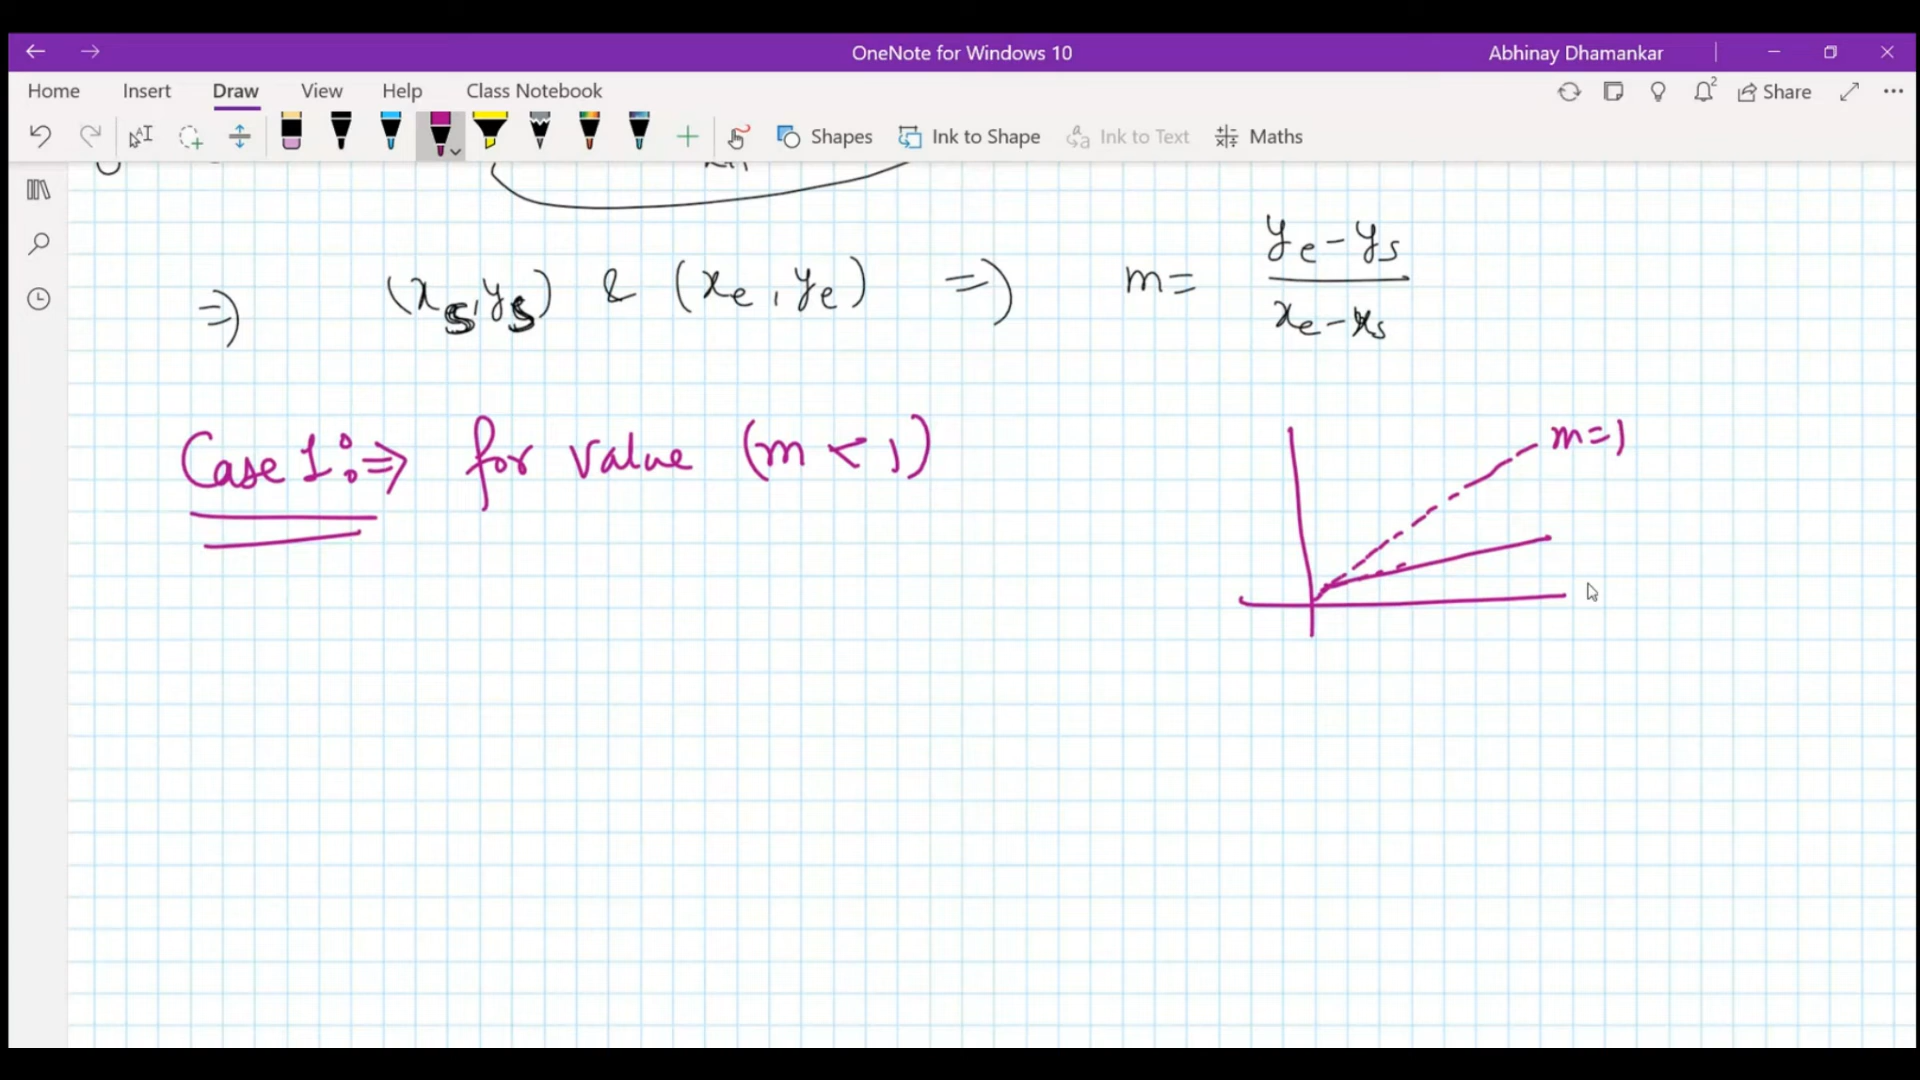 OneNote for Windows 10
Abhinay Dhamankar
Home Insert Draw View Help Class Notebook
2 Share
Shapes Ink to Shape Ink to Text Maths
=> (xs, ys) & (xe, ye) => m = ye - ys
xe - xs
Case 1: => for value (m < 1)
m=1